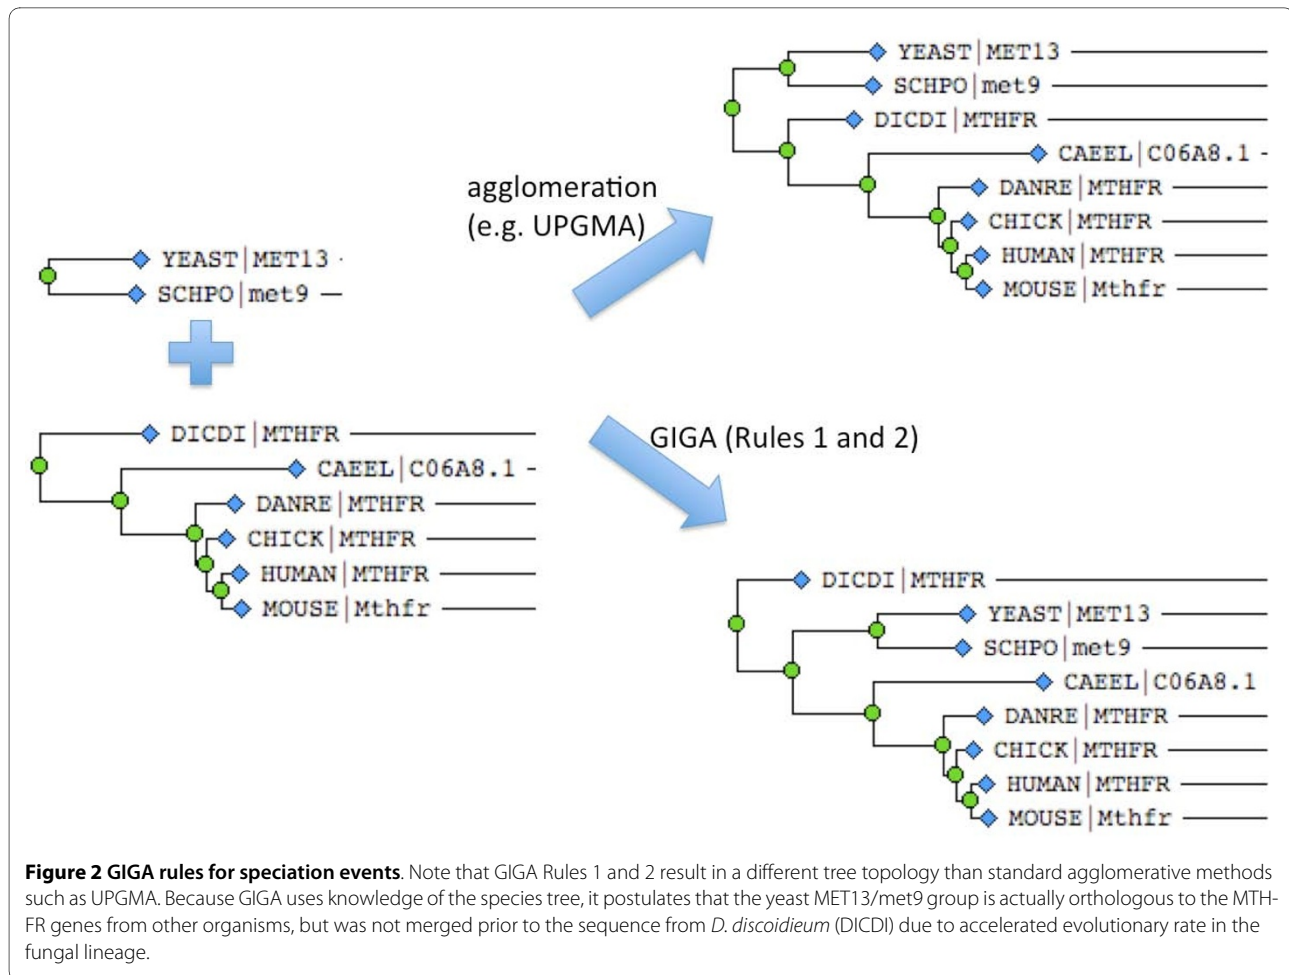 YEAST|MET13
SCHPO|met9
DICDI|MTHFR
CAEEL|C06A8.1
DANRE|MTHFR
CHICK|MTHFR
HUMAN|MTHFR
MOUSE|Mthfr
agglomeration
(e.g. UPGMA)
YEAST|MET13
SCHPO|met9
DICDI|MTHFR
CAEEL|C06A8.1
DANRE|MTHFR
CHICK|MTHFR
HUMAN|MTHFR
MOUSE|Mthfr
GIGA (Rules 1 and 2)
DICDI|MTHFR
YEAST|MET13
SCHPO|met9
CAEEL|C06A8.1
DANRE|MTHFR
CHICK|MTHFR
HUMAN|MTHFR
MOUSE|Mthfr
Figure 2 GIGA rules for speciation events. Note that GIGA Rules 1 and 2 result in a different tree topology than standard agglomerative methods
such as UPGMA. Because GIGA uses knowledge of the species tree, it postulates that the yeast MET13/met9 group is actually orthologous to the MTH-
FR genes from other organisms, but was not merged prior to the sequence from D. discoidieum (DICDI) due to accelerated evolutionary rate in the
fungal lineage.